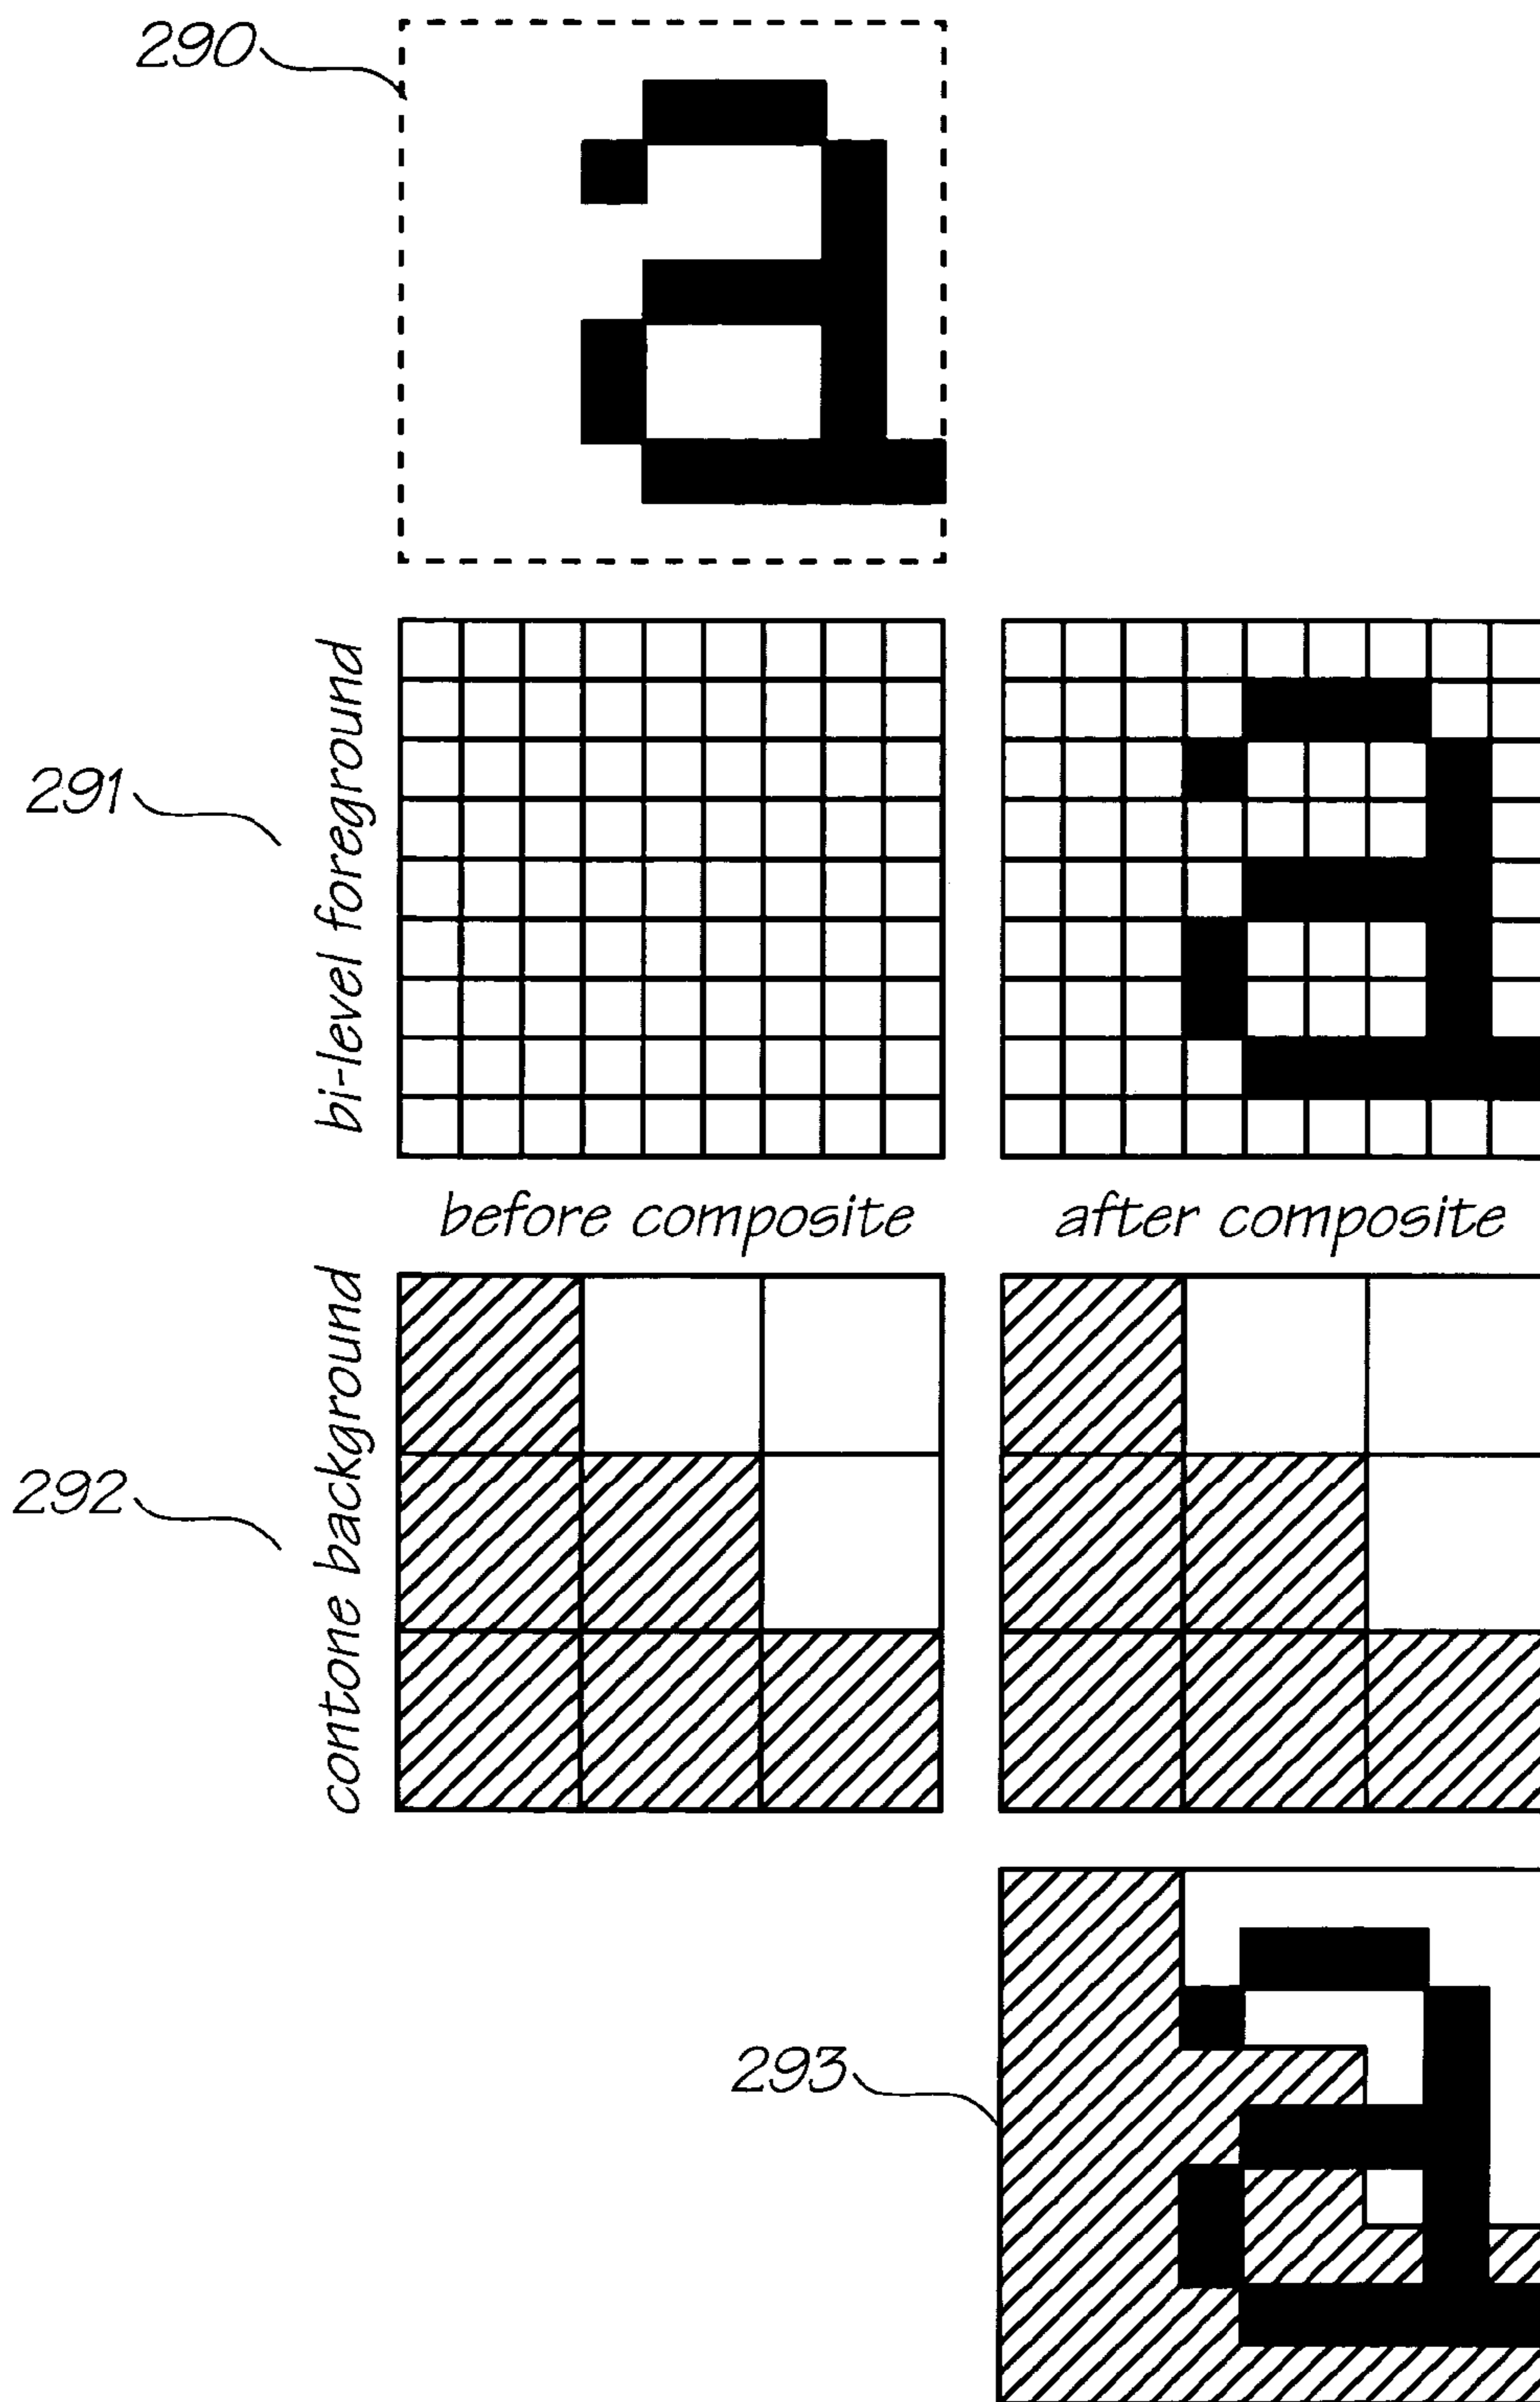 290
291
bi-level foreground
before composite
after composite
292
contone background
293